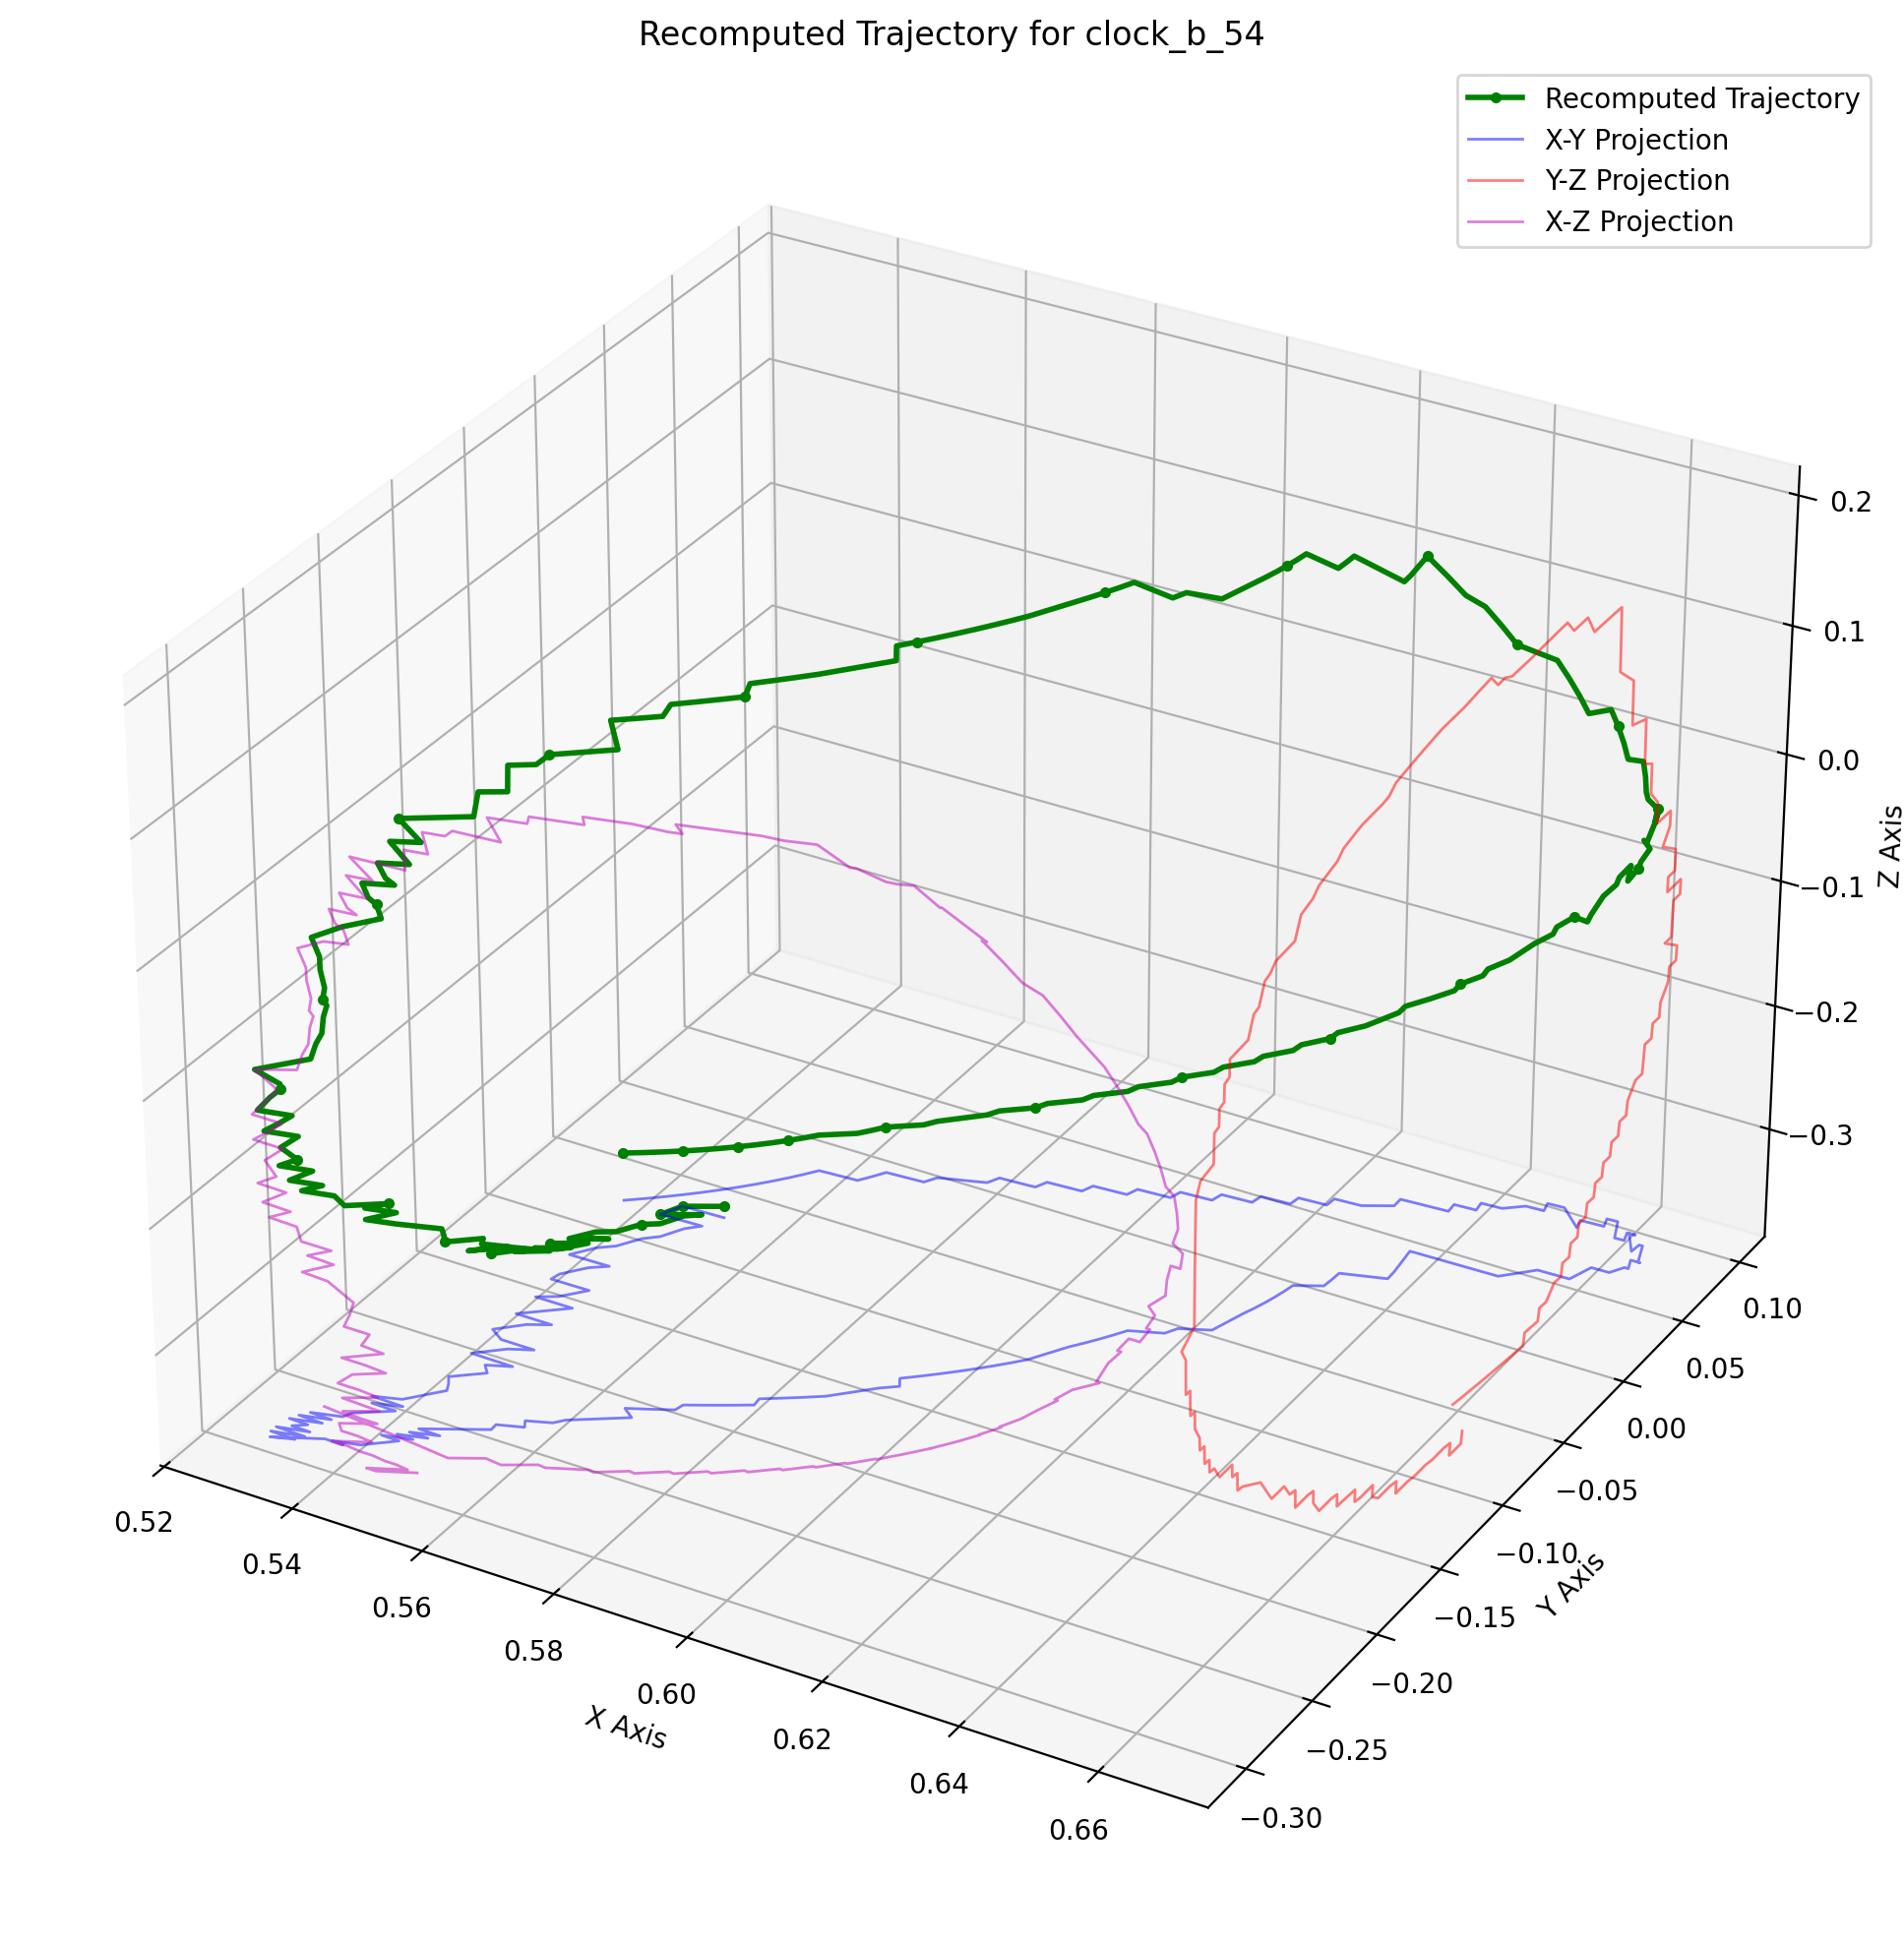 Recomputed Trajectory for clock_b_54
Recomputed Trajectory
X-Y Projection
Y-Z Projection
X-Z Projection
0.2
0.1
0.0
−0.1
−0.2
−0.3
Z Axis
0.10
0.05
0.00
−0.05
−0.10
−0.15
−0.20
−0.25
−0.30
Y Axis
0.52
0.54
0.56
0.58
0.60
0.62
0.64
0.66
X Axis